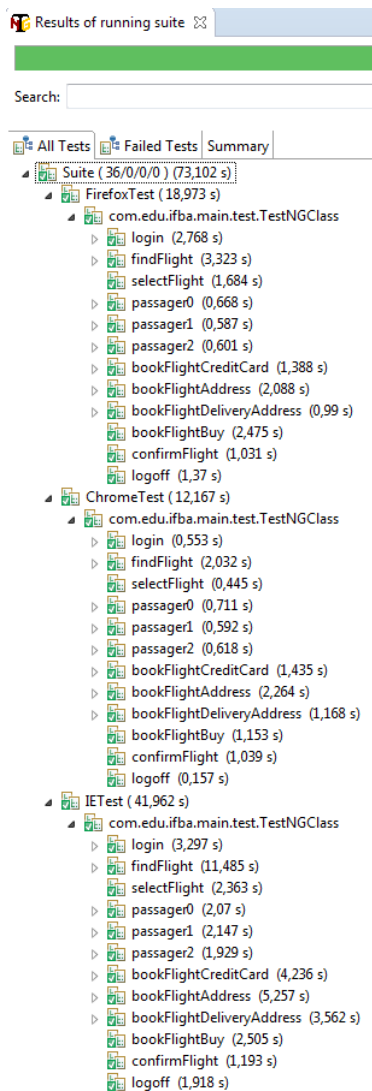 Results of running suite
Search:
All Tests Failed Tests Summary
Suite ( 36/0/0/0 ) (73,102 s)
FirefoxTest ( 18,973 s)
com.edu.ifba.main.test.TestNGClass
login (2,768 s)
findFlight (3,323 s)
selectFlight (1,684 s)
passager0 (0,668 s)
passager1 (0,587 s)
passager2 (0,601 s)
bookFlightCreditCard (1,388 s)
bookFlightAddress (2,088 s)
bookFlightDeliveryAddress (0,99 s)
bookFlightBuy (2,475 s)
confirmFlight (1,031 s)
logoff (1,37 s)
ChromeTest ( 12,167 s)
com.edu.ifba.main.test.TestNGClass
login (0,553 s)
findFlight (2,032 s)
selectFlight (0,445 s)
passager0 (0,711 s)
passager1 (0,592 s)
passager2 (0,618 s)
bookFlightCreditCard (1,435 s)
bookFlightAddress (2,264 s)
bookFlightDeliveryAddress (1,168 s)
bookFlightBuy (1,153 s)
confirmFlight (1,039 s)
logoff (0,157 s)
IETest ( 41,962 s)
com.edu.ifba.main.test.TestNGClass
login (3,297 s)
findFlight (11,485 s)
selectFlight (2,363 s)
passager0 (2,07 s)
passager1 (2,147 s)
passager2 (1,929 s)
bookFlightCreditCard (4,236 s)
bookFlightAddress (5,257 s)
bookFlightDeliveryAddress (3,562 s)
bookFlightBuy (2,505 s)
confirmFlight (1,193 s)
logoff (1,918 s)